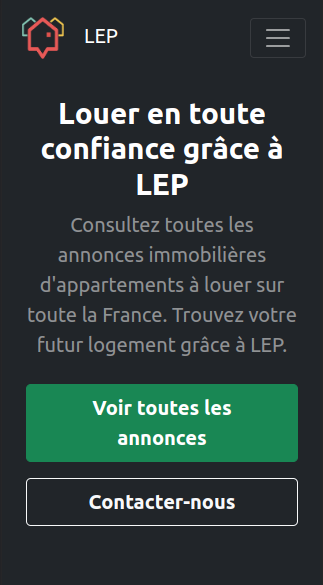 LEP
Louer en toute
confiance grâce à
LEP
Consultez toutes les
annonces immobilières
d'appartements à louer sur
toute la France. Trouvez votre
futur logement grâce à LEP.
Voir toutes les
annonces
Contacter-nous